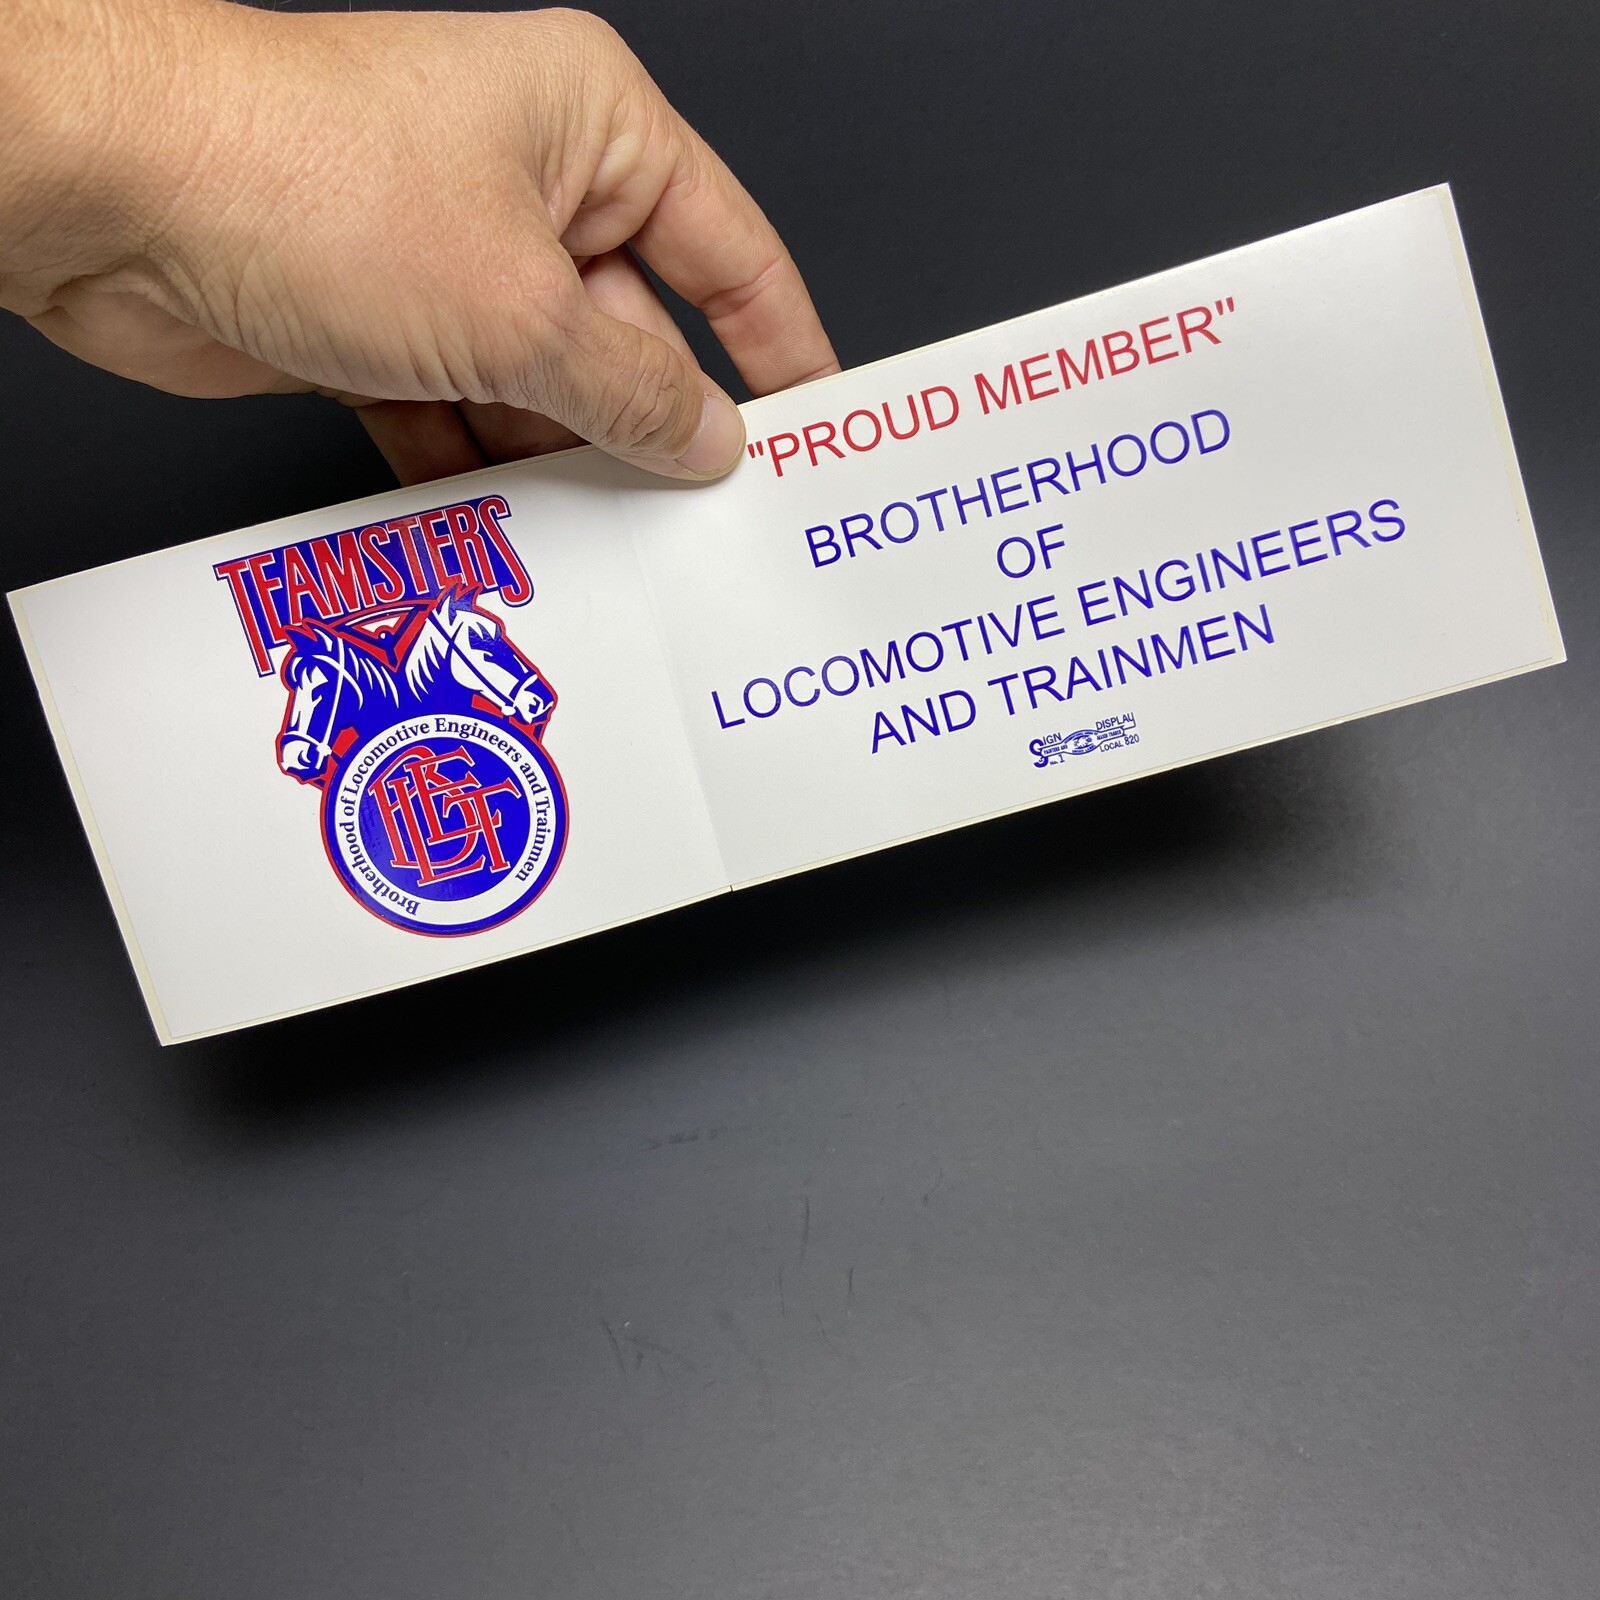 TEAMSTERS
Brotherhood of Locomotive Engineers and Trainmen
"PROUD MEMBER"
BROTHERHOOD
OF
LOCOMOTIVE ENGINEERS
AND TRAINMEN
SIGN DISPLAY
LOCAL 820